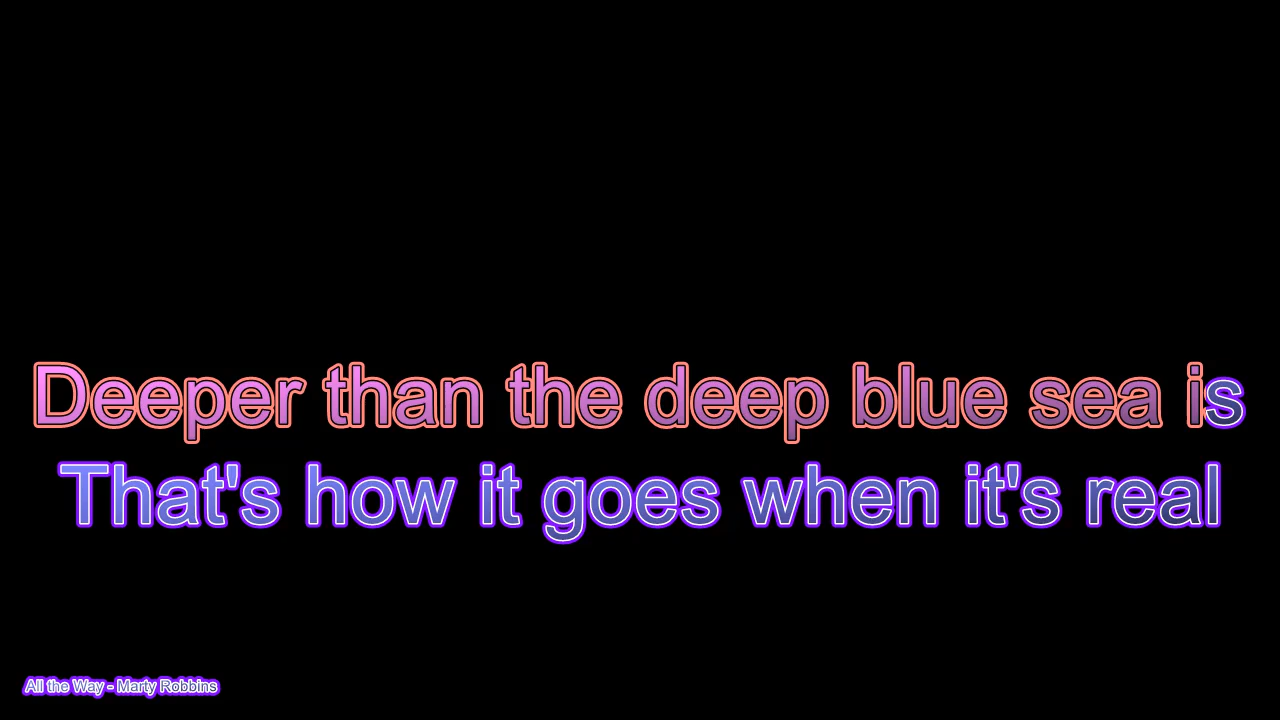 Deeper than the deep blue sea is
That's how it goes when it's real
All the Way - Marty Robbins